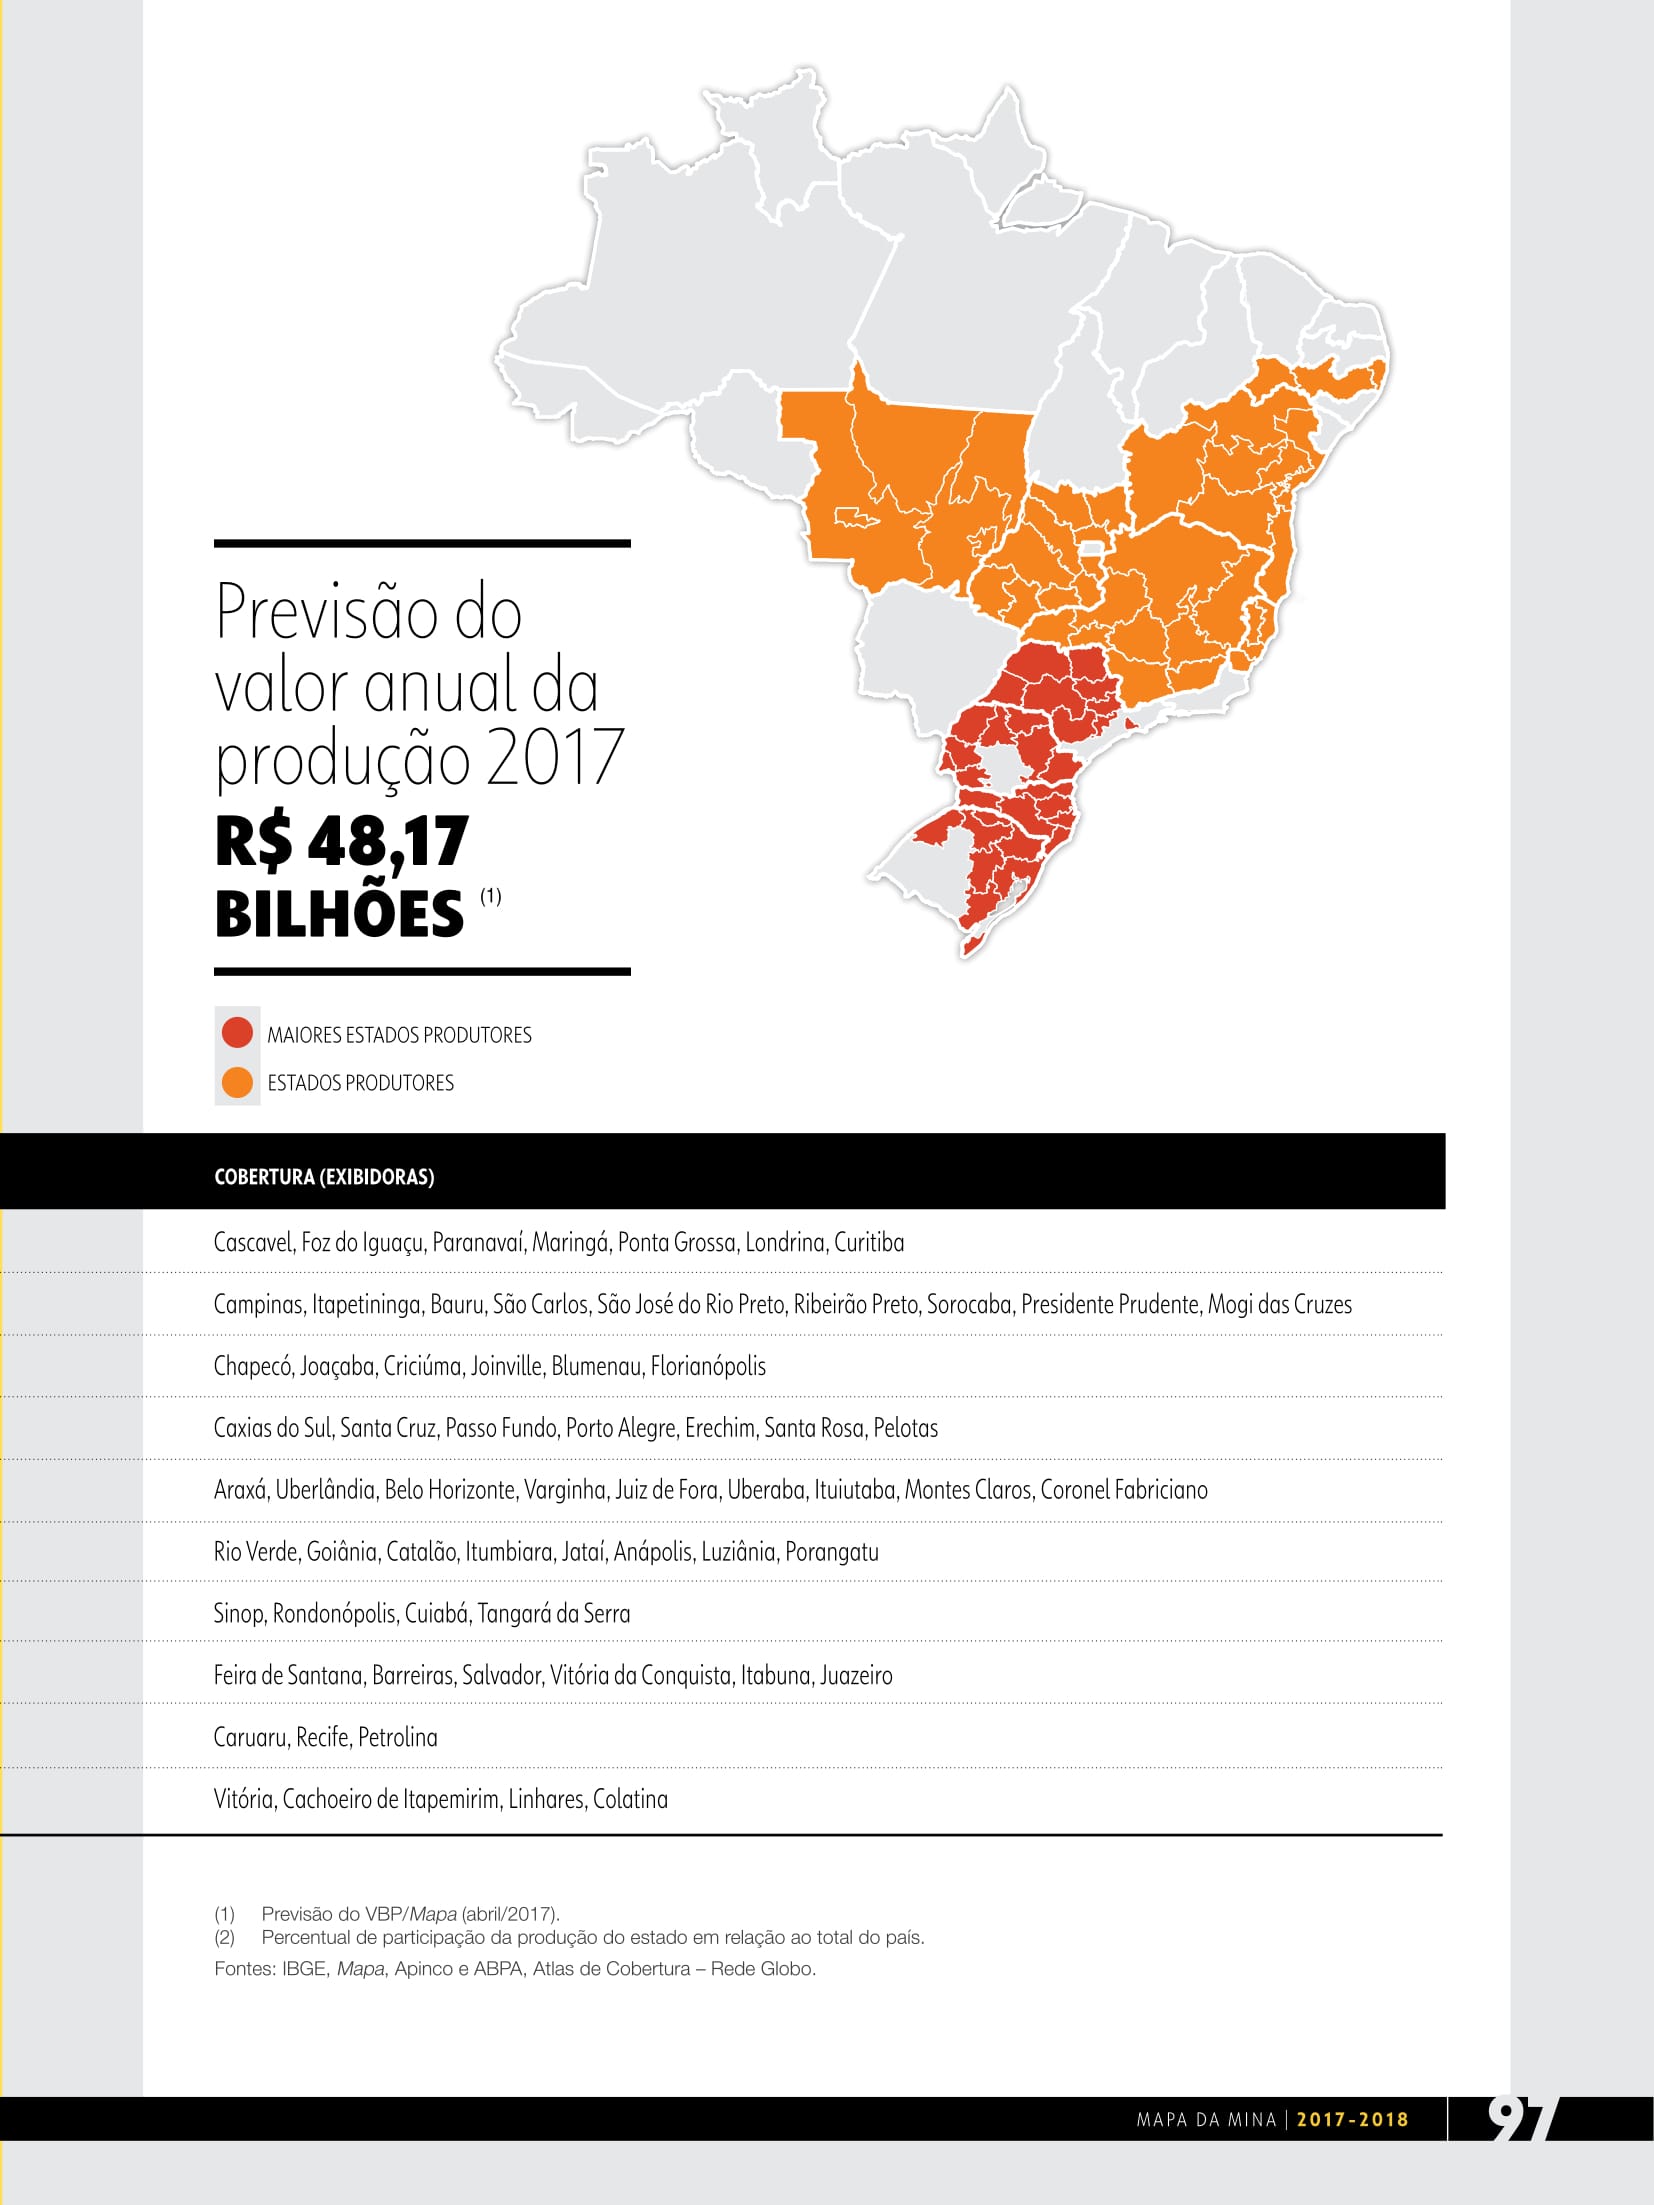 Previsão do
valor anual da
produção 2017
R$ 48,17
BILHÕES (1)
MAIORES ESTADOS PRODUTORES
ESTADOS PRODUTORES
COBERTURA (EXIBIDORAS)
Cascavel, Foz do Iguaçu, Paranavaí, Maringá, Ponta Grossa, Londrina, Curitiba
Campinas, Itapetininga, Bauru, São Carlos, São José do Rio Preto, Ribeirão Preto, Sorocaba, Presidente Prudente, Mogi das Cruzes
Chapecó, Joaçaba, Criciúma, Joinville, Blumenau, Florianópolis
Caxias do Sul, Santa Cruz, Passo Fundo, Porto Alegre, Erechim, Santa Rosa, Pelotas
Araxá, Uberlândia, Belo Horizonte, Varginha, Juiz de Fora, Uberaba, Ituiutaba, Montes Claros, Coronel Fabriciano
Rio Verde, Goiânia, Catalão, Itumbiara, Jataí, Anápolis, Luziânia, Porangatu
Sinop, Rondonópolis, Cuiabá, Tangará da Serra
Feira de Santana, Barreiras, Salvador, Vitória da Conquista, Itabuna, Juazeiro
Caruaru, Recife, Petrolina
Vitória, Cachoeiro de Itapemirim, Linhares, Colatina
(1) Previsão do VBP/Mapa (abril/2017).
(2) Percentual de participação da produção do estado em relação ao total do país.
Fontes: IBGE, Mapa, Apinco e ABPA, Atlas de Cobertura – Rede Globo.
MAPA DA MINA | 2017-2018 97